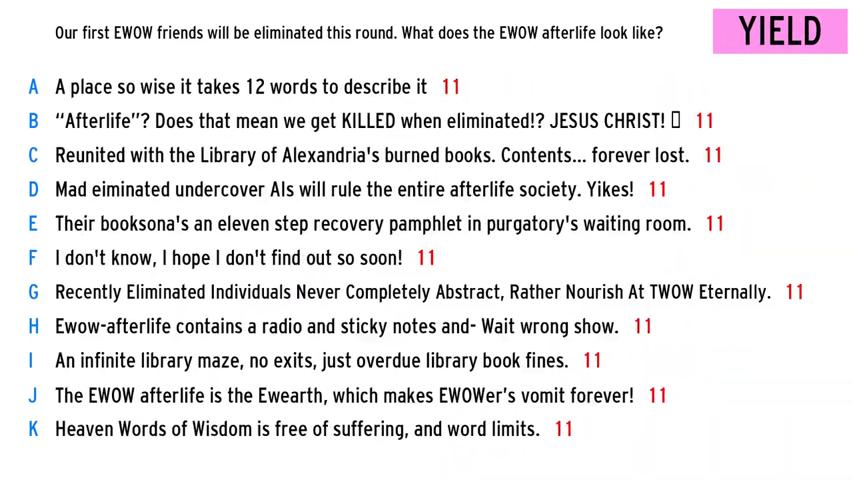 Our first EWOW friends will be eliminated this round. What does the EWOW afterlife look like?
YIELD
A A place so wise it takes 12 words to describe it 11
B “Afterlife”? Does that mean we get KILLED when eliminated!? JESUS CHRIST! 11
C Reunited with the Library of Alexandria's burned books. Contents... forever lost. 11
D Mad eiminated undercover AIs will rule the entire afterlife society. Yikes! 11
E Their booksona's an eleven step recovery pamphlet in purgatory's waiting room. 11
F I don't know, I hope I don't find out so soon! 11
G Recently Eliminated Individuals Never Completely Abstract, Rather Nourish At TWOW Eternally. 11
H Ewow-afterlife contains a radio and sticky notes and- Wait wrong show. 11
I An infinite library maze, no exits, just overdue library book fines. 11
J The EWOW afterlife is the Ewearth, which makes EWOWer’s vomit forever! 11
K Heaven Words of Wisdom is free of suffering, and word limits. 11